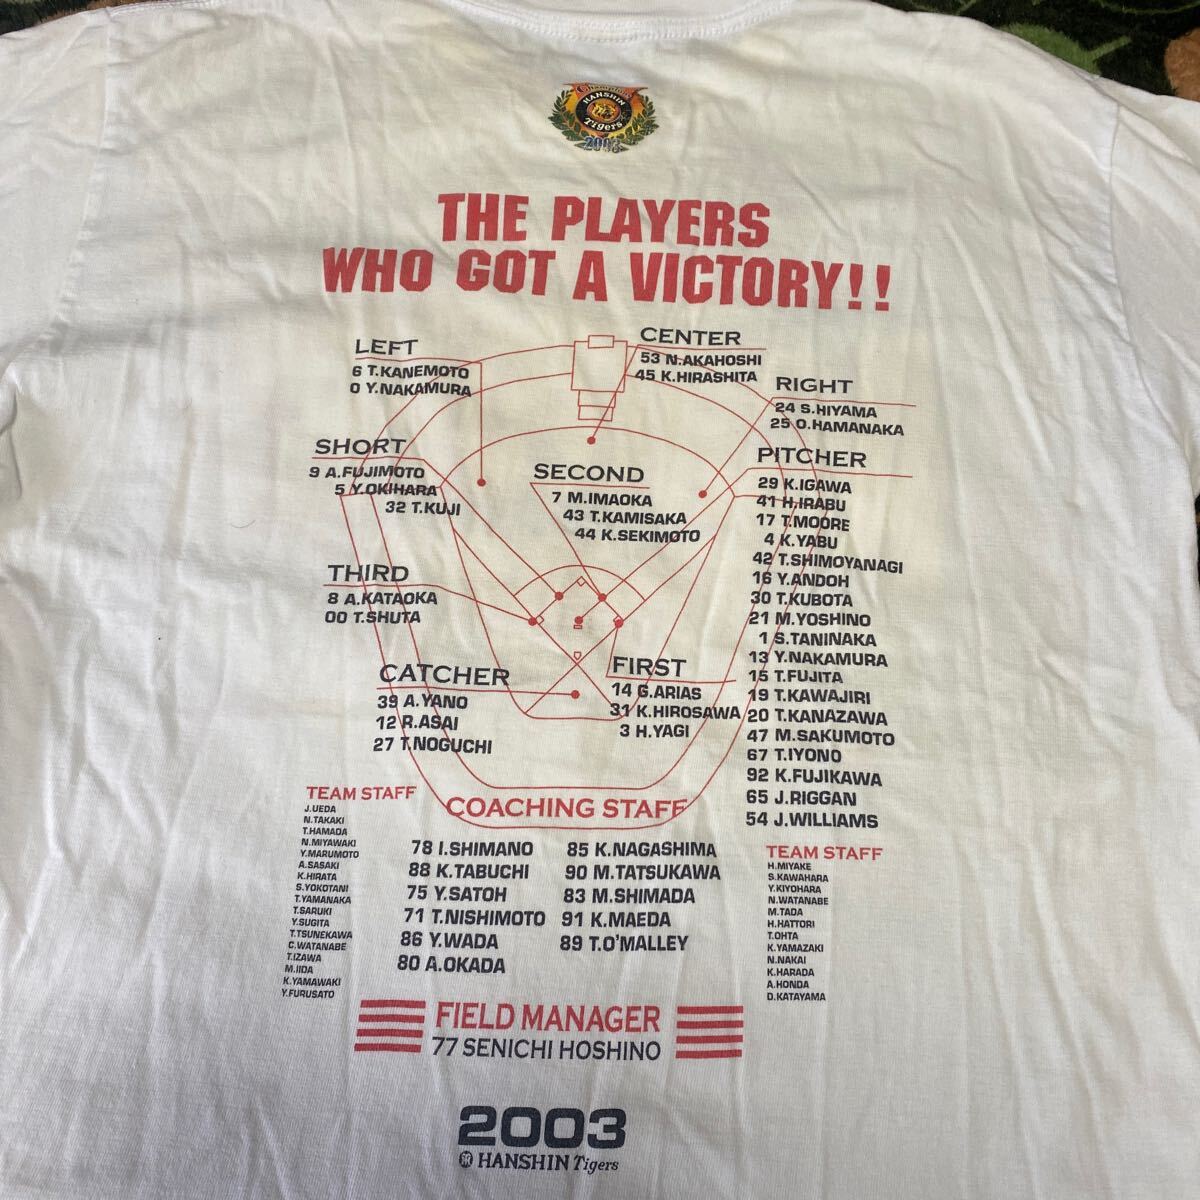 Champions
HANSHIN
Tigers
2003
THE PLAYERS
WHO GOT A VICTORY!!
LEFT
6 T.KANEMOTO
0 Y.NAKAMURA
CENTER
53 N.AKAHOSHI
45 K.HIRASHITA
RIGHT
24 S.HIYAMA
25 O.HAMANAKA
SHORT
9 A.FUJIMOTO
5 Y.OKIHARA
32 T.KUJI
SECOND
7 M.IMAOKA
43 T.KAMISAKA
44 K.SEKIMOTO
PITCHER
29 K.IGAWA
41 H.IRABU
17 T.MOORE
4 K.YABU
42 T.SHIMOYANAGI
16 Y.ANDOH
30 T.KUBOTA
21 M.YOSHINO
1 S.TANINAKA
13 Y.NAKAMURA
15 T.FUJITA
19 T.KAWAJIRI
20 T.KANAZAWA
47 M.SAKUMOTO
67 T.IYONO
92 K.FUJIKAWA
65 J.RIGGAN
54 J.WILLIAMS
THIRD
8 A.KATAOKA
00 T.SHUTA
CATCHER
39 A.YANO
12 R.ASAI
27 T.NOGUCHI
FIRST
14 G.ARIAS
31 K.HIROSAWA
3 H.YAGI
TEAM STAFF
J.UEDA
N.TAKAKI
T.HAMADA
N.MIYAWAKI
Y.MARUMOTO
A.SASAKI
K.HIRATA
S.YOKOTANI
T.YAMANAKA
T.SARUKI
Y.SUGITA
T.TSUNEKAWA
C.WATANABE
T.IZAWA
M.IIDA
K.YAMAWAKI
Y.FURUSATO
COACHING STAFF
78 I.SHIMANO
88 K.TABUCHI
75 Y.SATOH
71 T.NISHIMOTO
86 Y.WADA
80 A.OKADA
85 K.NAGASHIMA
90 M.TATSUKAWA
83 M.SHIMADA
91 K.MAEDA
89 T.O'MALLEY
TEAM STAFF
H.MIYAKE
S.KAWAHARA
Y.KIYOHARA
N.WATANABE
M.TADA
H.HATTORI
T.OHTA
K.YAMAZAKI
N.NAKAI
K.HARADA
A.HONDA
D.KATAYAMA
FIELD MANAGER
77 SENICHI HOSHINO
2003
HANSHIN Tigers